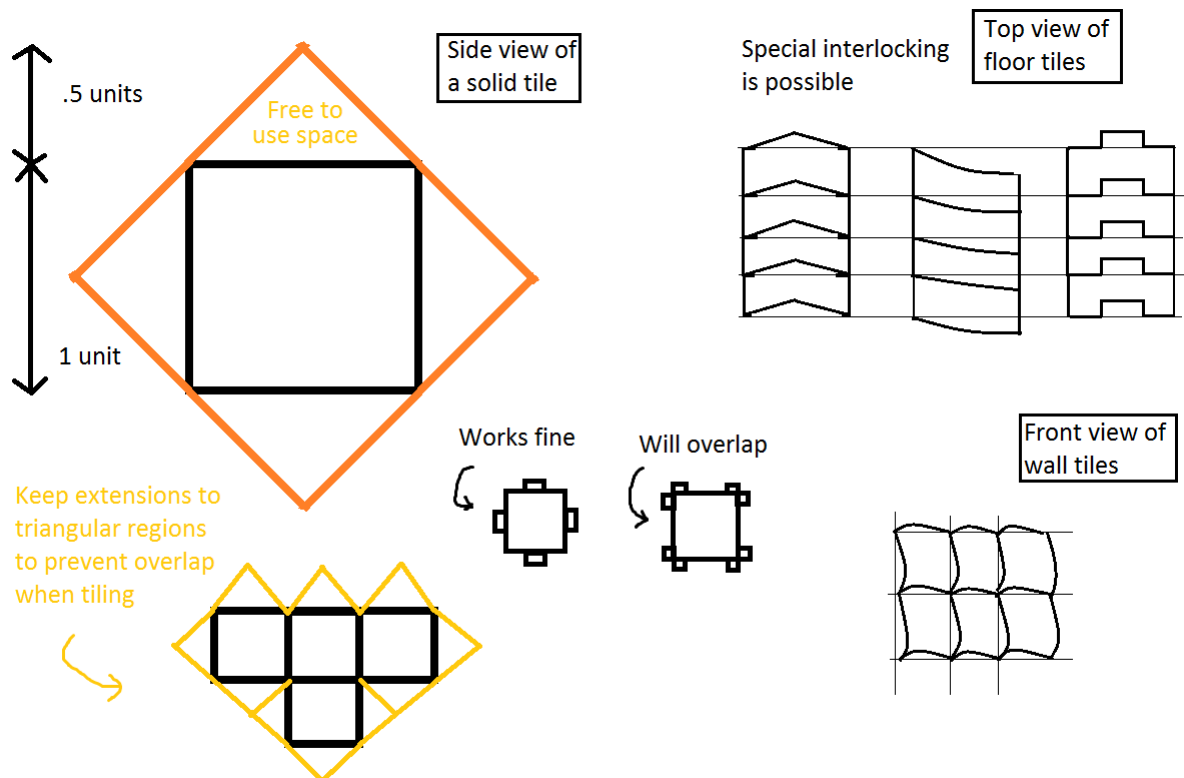 .5 units
1 unit
Free to
use space
Side view of
a solid tile
Special interlocking
is possible
Top view of
floor tiles
Works fine
Will overlap
Front view of
wall tiles
Keep extensions to
triangular regions
to prevent overlap
when tiling